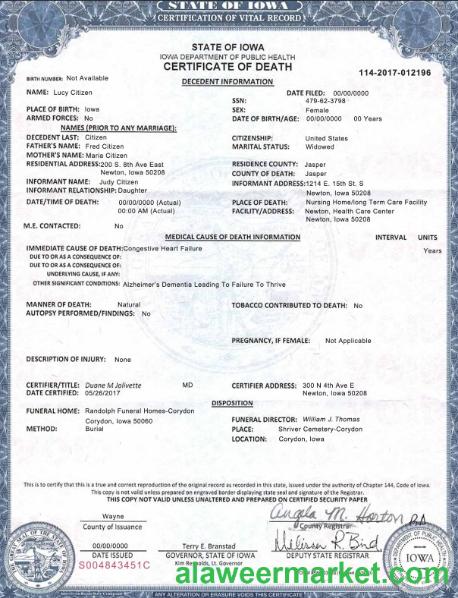 STATE OF IOWA
CERTIFICATION OF VITAL RECORD
STATE OF IOWA
IOWA DEPARTMENT OF PUBLIC HEALTH
CERTIFICATE OF DEATH
114-2017-012196
BIRTH NUMBER: Not Available
DECEDENT INFORMATION
DATE FILED: 00/00/0000
NAME: Lucy Citizen
SSN: 479-62-3798
PLACE OF BIRTH: Iowa
SEX: Female
ARMED FORCES: No
DATE OF BIRTH/AGE: 00/00/0000 00 Years
NAMES (PRIOR TO ANY MARRIAGE):
DECEDENT LAST: Citizen
CITIZENSHIP: United States
FATHER'S NAME: Fred Citizen
MARITAL STATUS: Widowed
MOTHER'S NAME: Maria Citizen
RESIDENTIAL ADDRESS: 200 S. 8th Ave East
RESIDENCE COUNTY: Jasper
Newton, Iowa 50208
COUNTY OF DEATH: Jasper
INFORMANT NAME: Judy Citizen
INFORMANT ADDRESS: 1214 E. 15th St. S
INFORMANT RELATIONSHIP: Daughter
Newton, Iowa 50208
DATE/TIME OF DEATH: 00/00/0000 (Actual)
PLACE OF DEATH: Nursing Home/long Term Care Facility
00:00 AM (Actual)
FACILITY/ADDRESS: Newton, Health Care Center
Newton, Iowa 50208
M.E. CONTACTED: No
MEDICAL CAUSE OF DEATH INFORMATION
INTERVAL UNITS
IMMEDIATE CAUSE OF DEATH: Congestive Heart Failure
Years
DUE TO OR AS A CONSEQUENCE OF:
DUE TO OR AS A CONSEQUENCE OF:
UNDERLYING CAUSE, IF ANY:
OTHER SIGNIFICANT CONDITIONS: Alzheimer's Dementia Leading To Failure To Thrive
MANNER OF DEATH: Natural
TOBACCO CONTRIBUTED TO DEATH: No
AUTOPSY PERFORMED/FINDINGS: No
PREGNANCY, IF FEMALE: Not Applicable
DESCRIPTION OF INJURY: None
CERTIFIER/TITLE: Duane M Jolivette MD
CERTIFIER ADDRESS: 300 N 4th Ave E
DATE CERTIFIED: 05/26/2017
Newton, Iowa 50208
DISPOSITION
FUNERAL HOME: Randolph Funeral Homes-Corydon
Corydon, Iowa 50060
FUNERAL DIRECTOR: William J. Thomas
METHOD: Burial
PLACE: Shriver Cemetery-Corydon
LOCATION: Corydon, Iowa
This is to certify that this is a true and correct reproduction of the original record as recorded in this state, issued under the authority of Chapter 144, Code of Iowa.
This copy is not valid unless prepared on engraved border displaying state seal and signature of the Registrar.
THIS COPY NOT VALID UNLESS UNALTERED AND PREPARED ON CERTIFIED SECURITY PAPER
Wayne
Angela M. Horton
County of Issuance
County Registrar
00/00/0000
Terry E. Branstad
Melissa R. Bird
DATE ISSUED
GOVERNOR, STATE OF IOWA
DEPUTY STATE REGISTRAR
Kim Reynolds, Lt. Governor
S004843451C
IOWA
alaweermarket.com
ANY ALTERATION OR ERASURE VOIDS THIS CERTIFICATE